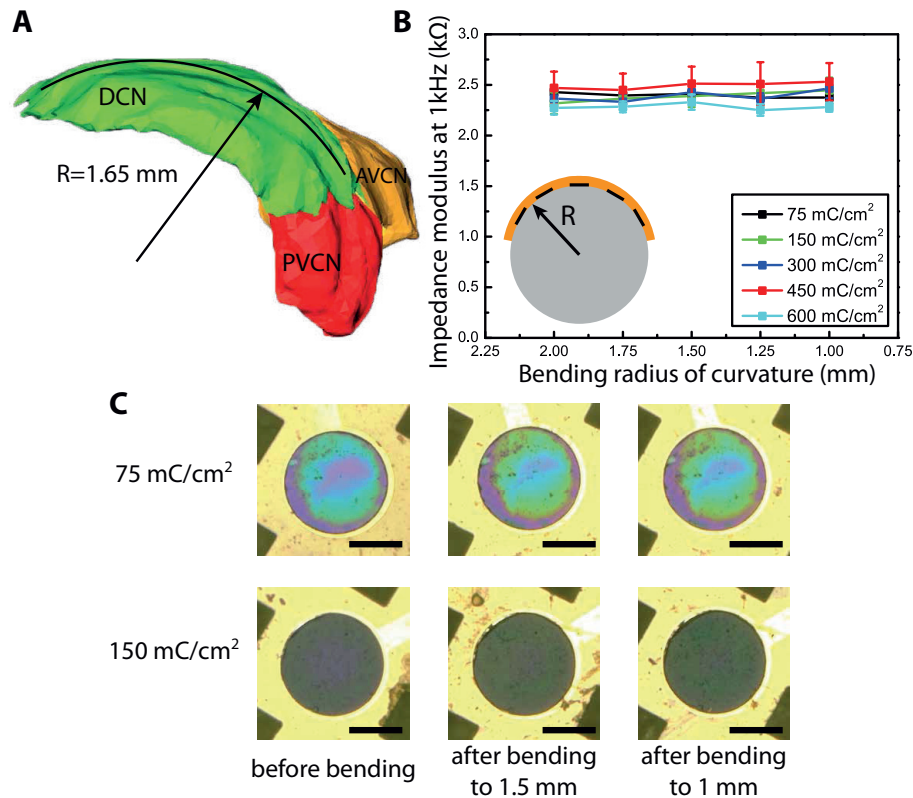 A
DCN
AVCN
R=1.65 mm
PVCN
B
Impedance modulus at 1kHz (kΩ)
3.0
2.5
2.0
1.5
1.0
0.5
0.0
R
75 mC/cm²
150 mC/cm²
300 mC/cm²
450 mC/cm²
600 mC/cm²
2.25 2.00 1.75 1.50 1.25 1.00 0.75
Bending radius of curvature (mm)
C
75 mC/cm²
150 mC/cm²
before bending
after bending
to 1.5 mm
after bending
to 1 mm